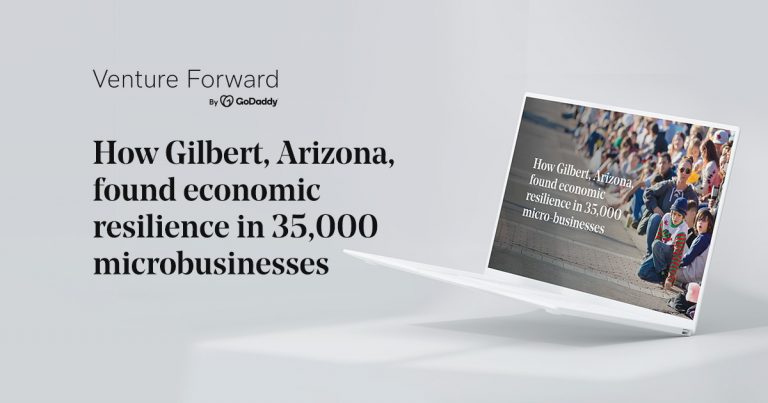 Venture Forward
By GoDaddy
How Gilbert, Arizona,
found economic
resilience in 35,000
microbusinesses
How Gilbert, Arizona,
found economic
resilience in 35,000
micro-businesses